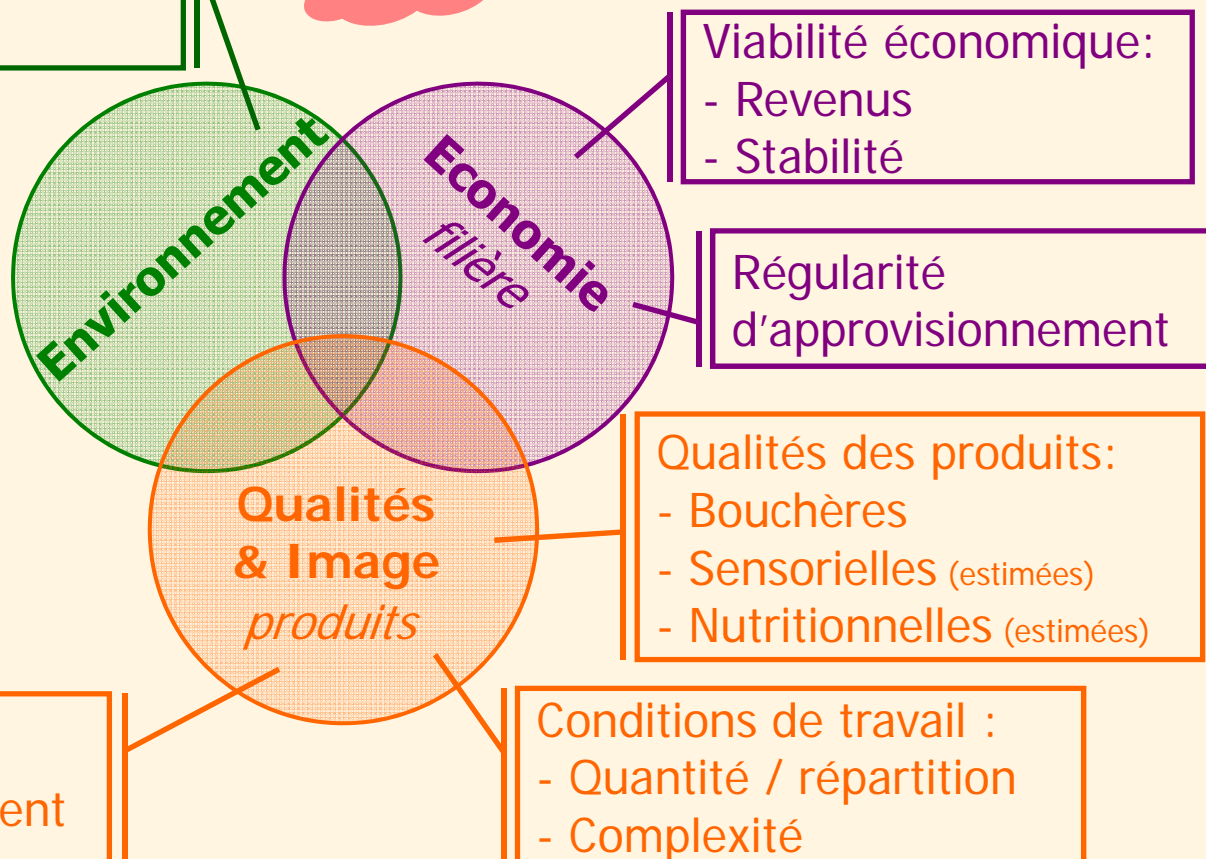 Viabilité économique:
- Revenus
- Stabilité
Environnement
Economie
filière
Régularité
d'approvisionnement
Qualités
& Image
produits
Qualités des produits:
- Bouchères
- Sensorielles (estimées)
- Nutritionnelles (estimées)
Conditions de travail :
- Quantité / répartition
- Complexité
ent